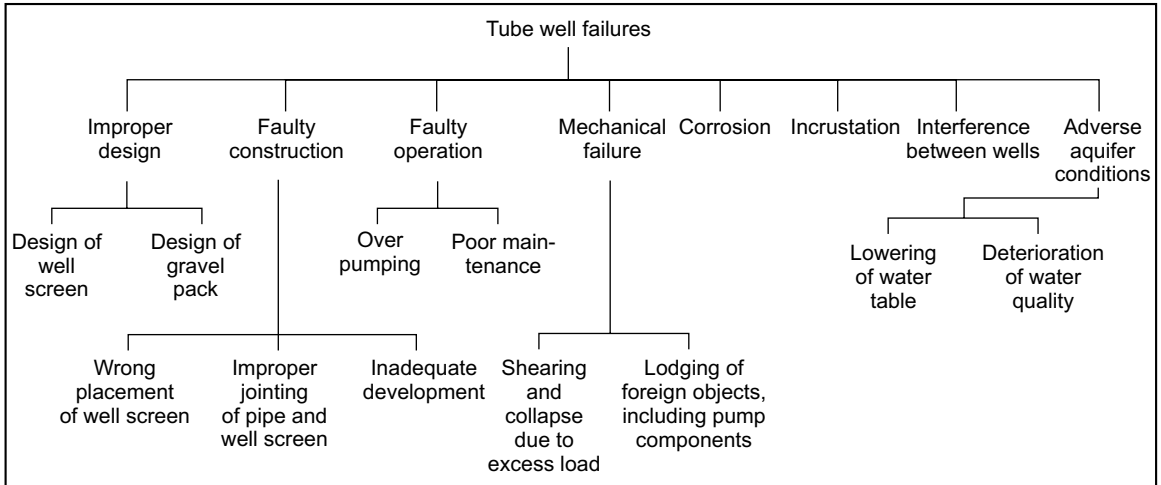 Tube well failures
Improper
design
Faulty
construction
Faulty
operation
Mechanical
failure
Corrosion
Incrustation
Interference
between wells
Adverse
aquifer
conditions
Design of
well
screen
Design of
gravel
pack
Over
pumping
Poor main-
tenance
Lowering
of water
table
Deterioration
of water
quality
Wrong
placement
of well screen
Improper
jointing
of pipe and
well screen
Inadequate
development
Shearing
and
collapse
due to
excess load
Lodging of
foreign objects,
including pump
components